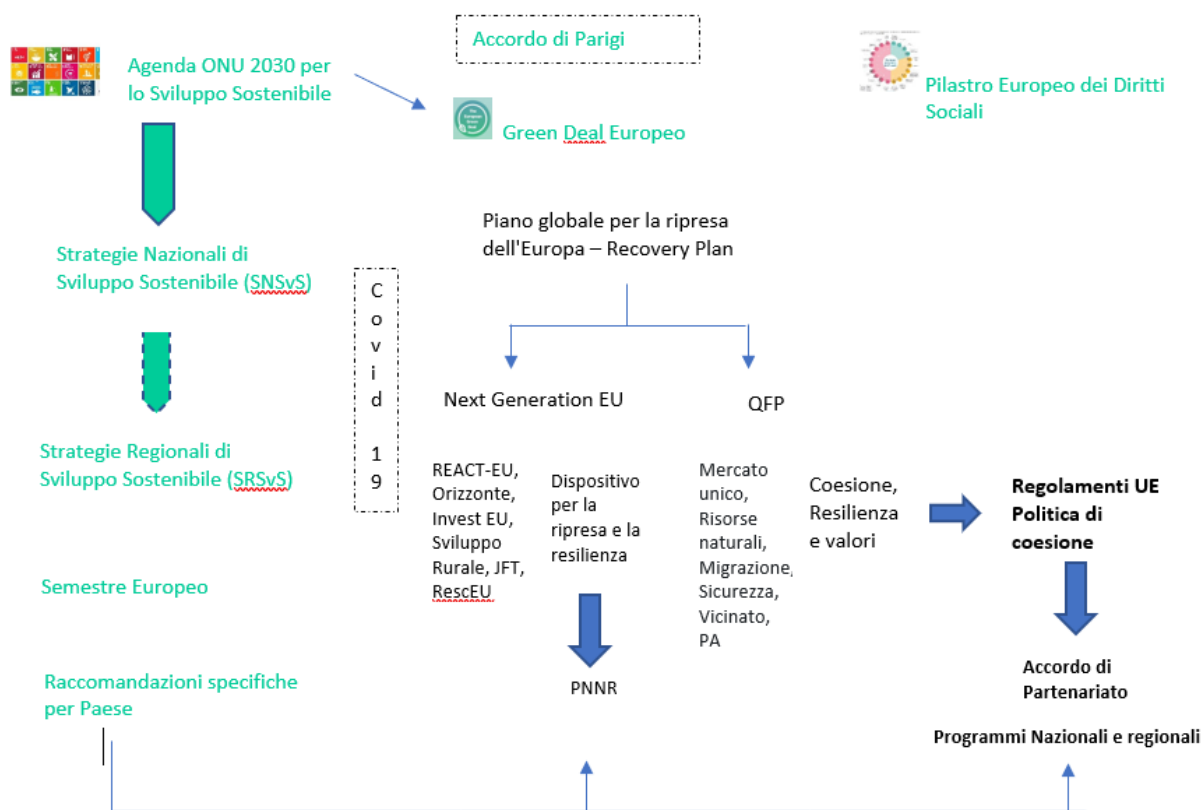 Accordo di Parigi
Agenda ONU 2030 per
lo Sviluppo Sostenibile
Pilastro Europeo dei Diritti
Sociali
Green Deal Europeo
Piano globale per la ripresa
dell'Europa – Recovery Plan
Strategie Nazionali di
Sviluppo Sostenibile (SNSvS)
C
o
v
i
d
1
9
Next Generation EU
QFP
Strategie Regionali di
Sviluppo Sostenibile (SRSvS)
REACT-EU,
Orizzonte,
Invest EU,
Sviluppo
Rurale, JFT,
RescEU
Dispositivo
per la
ripresa e la
resilienza
Mercato
unico,
Risorse
naturali,
Migrazione,
Sicurezza,
Vicinato,
PA
Coesione,
Resilienza
e valori
Regolamenti UE
Politica di
coesione
Semestre Europeo
Raccomandazioni specifiche
per Paese
PNNR
Accordo di
Partenariato
Programmi Nazionali e regionali